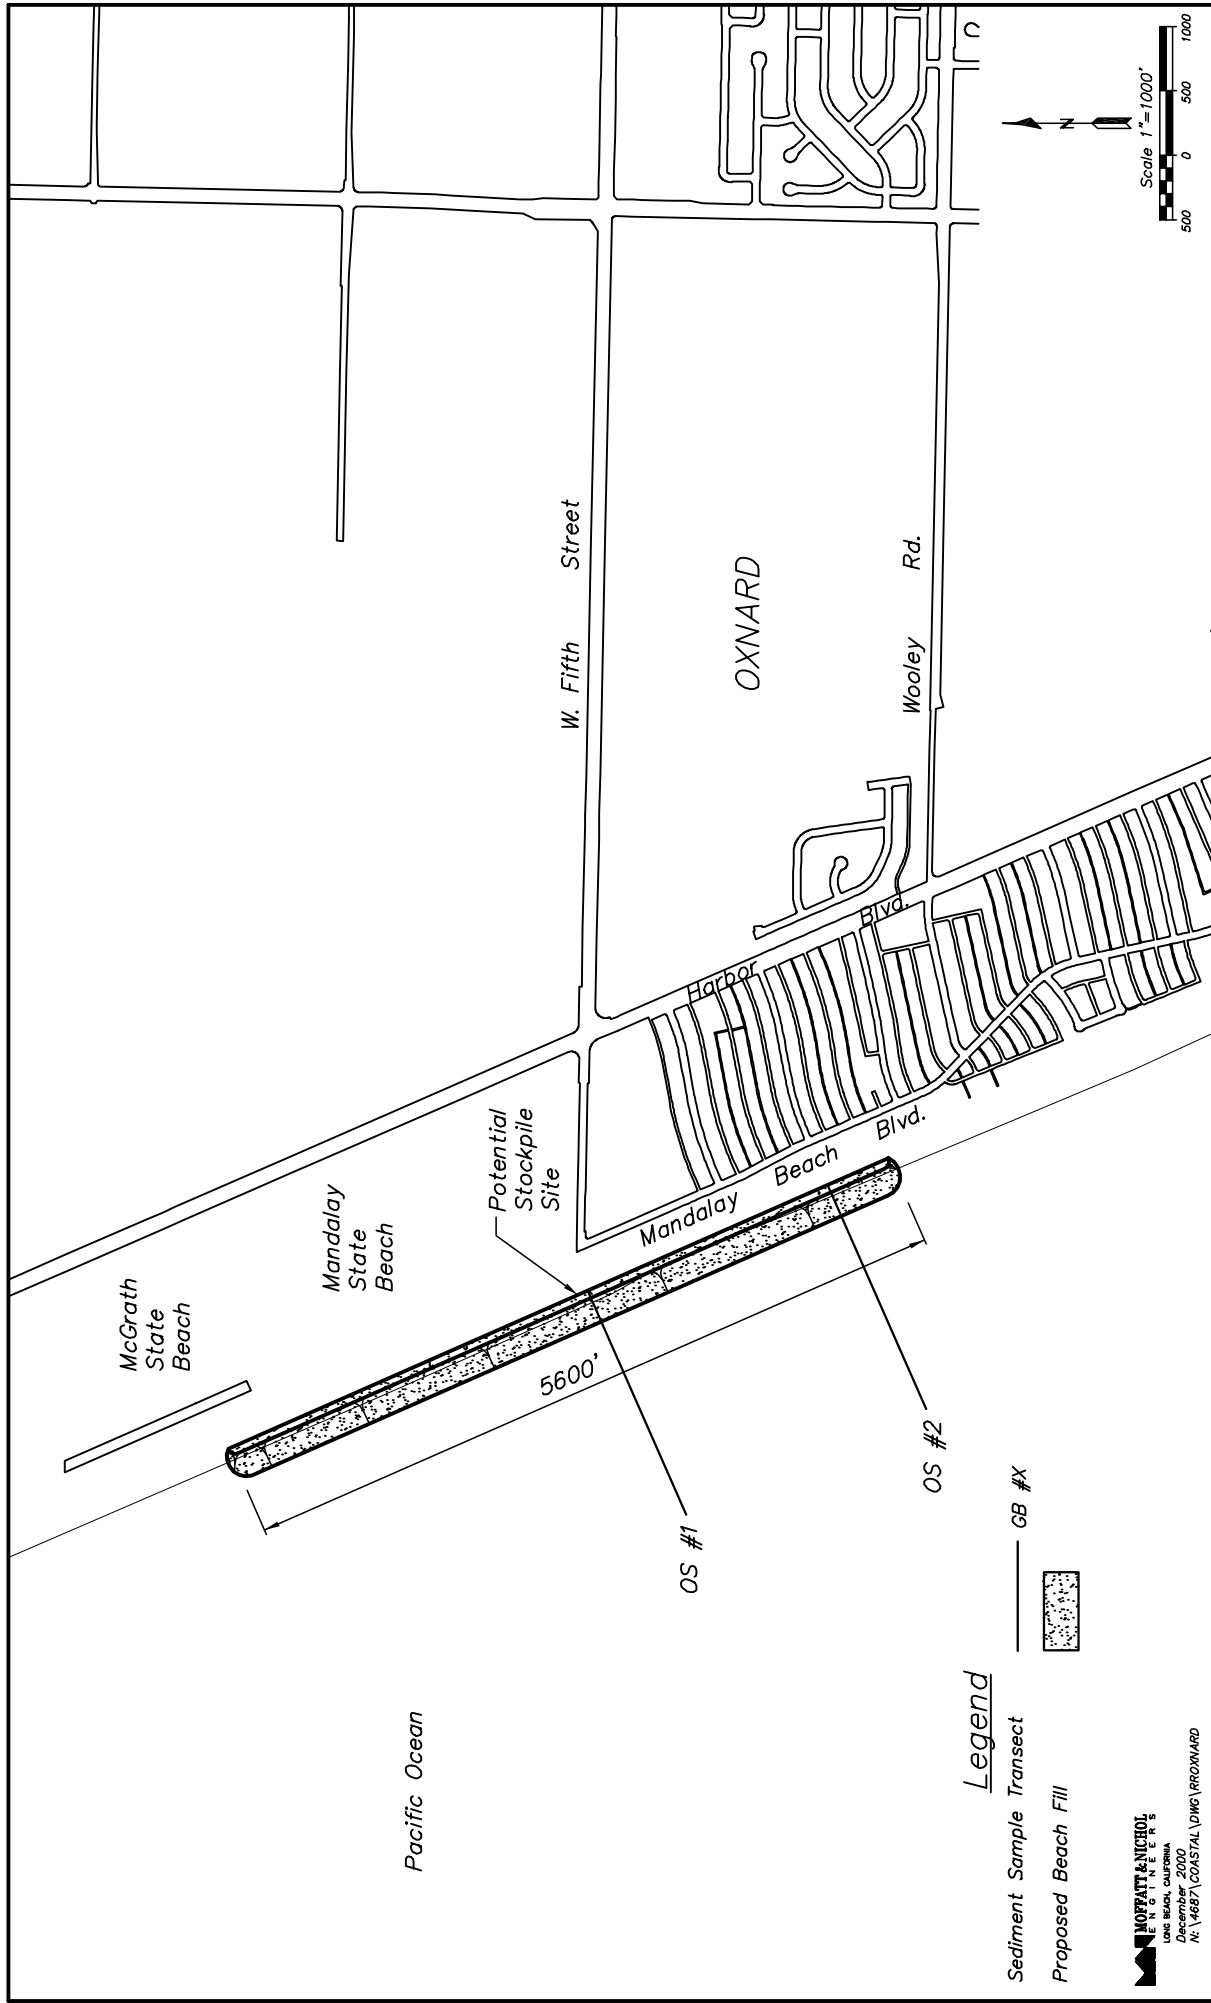 McGrath
State
Beach
Mandalay
State
Beach
Potential
Stockpile
Site
Pacific Ocean
5600'
OS #1
OS #2
W. Fifth Street
OXNARD
Wooley Rd.
Harbor Blvd.
Mandalay Beach Blvd.
Legend
Sediment Sample Transect
GB #X
Proposed Beach Fill
N
Scale 1"=1000'
500 0 500 1000
MOFFATT & NICHOL
ENGINEERS
LONG BEACH, CALIFORNIA
December 2000
N:\4687\COASTAL\DWG\RROXNARD